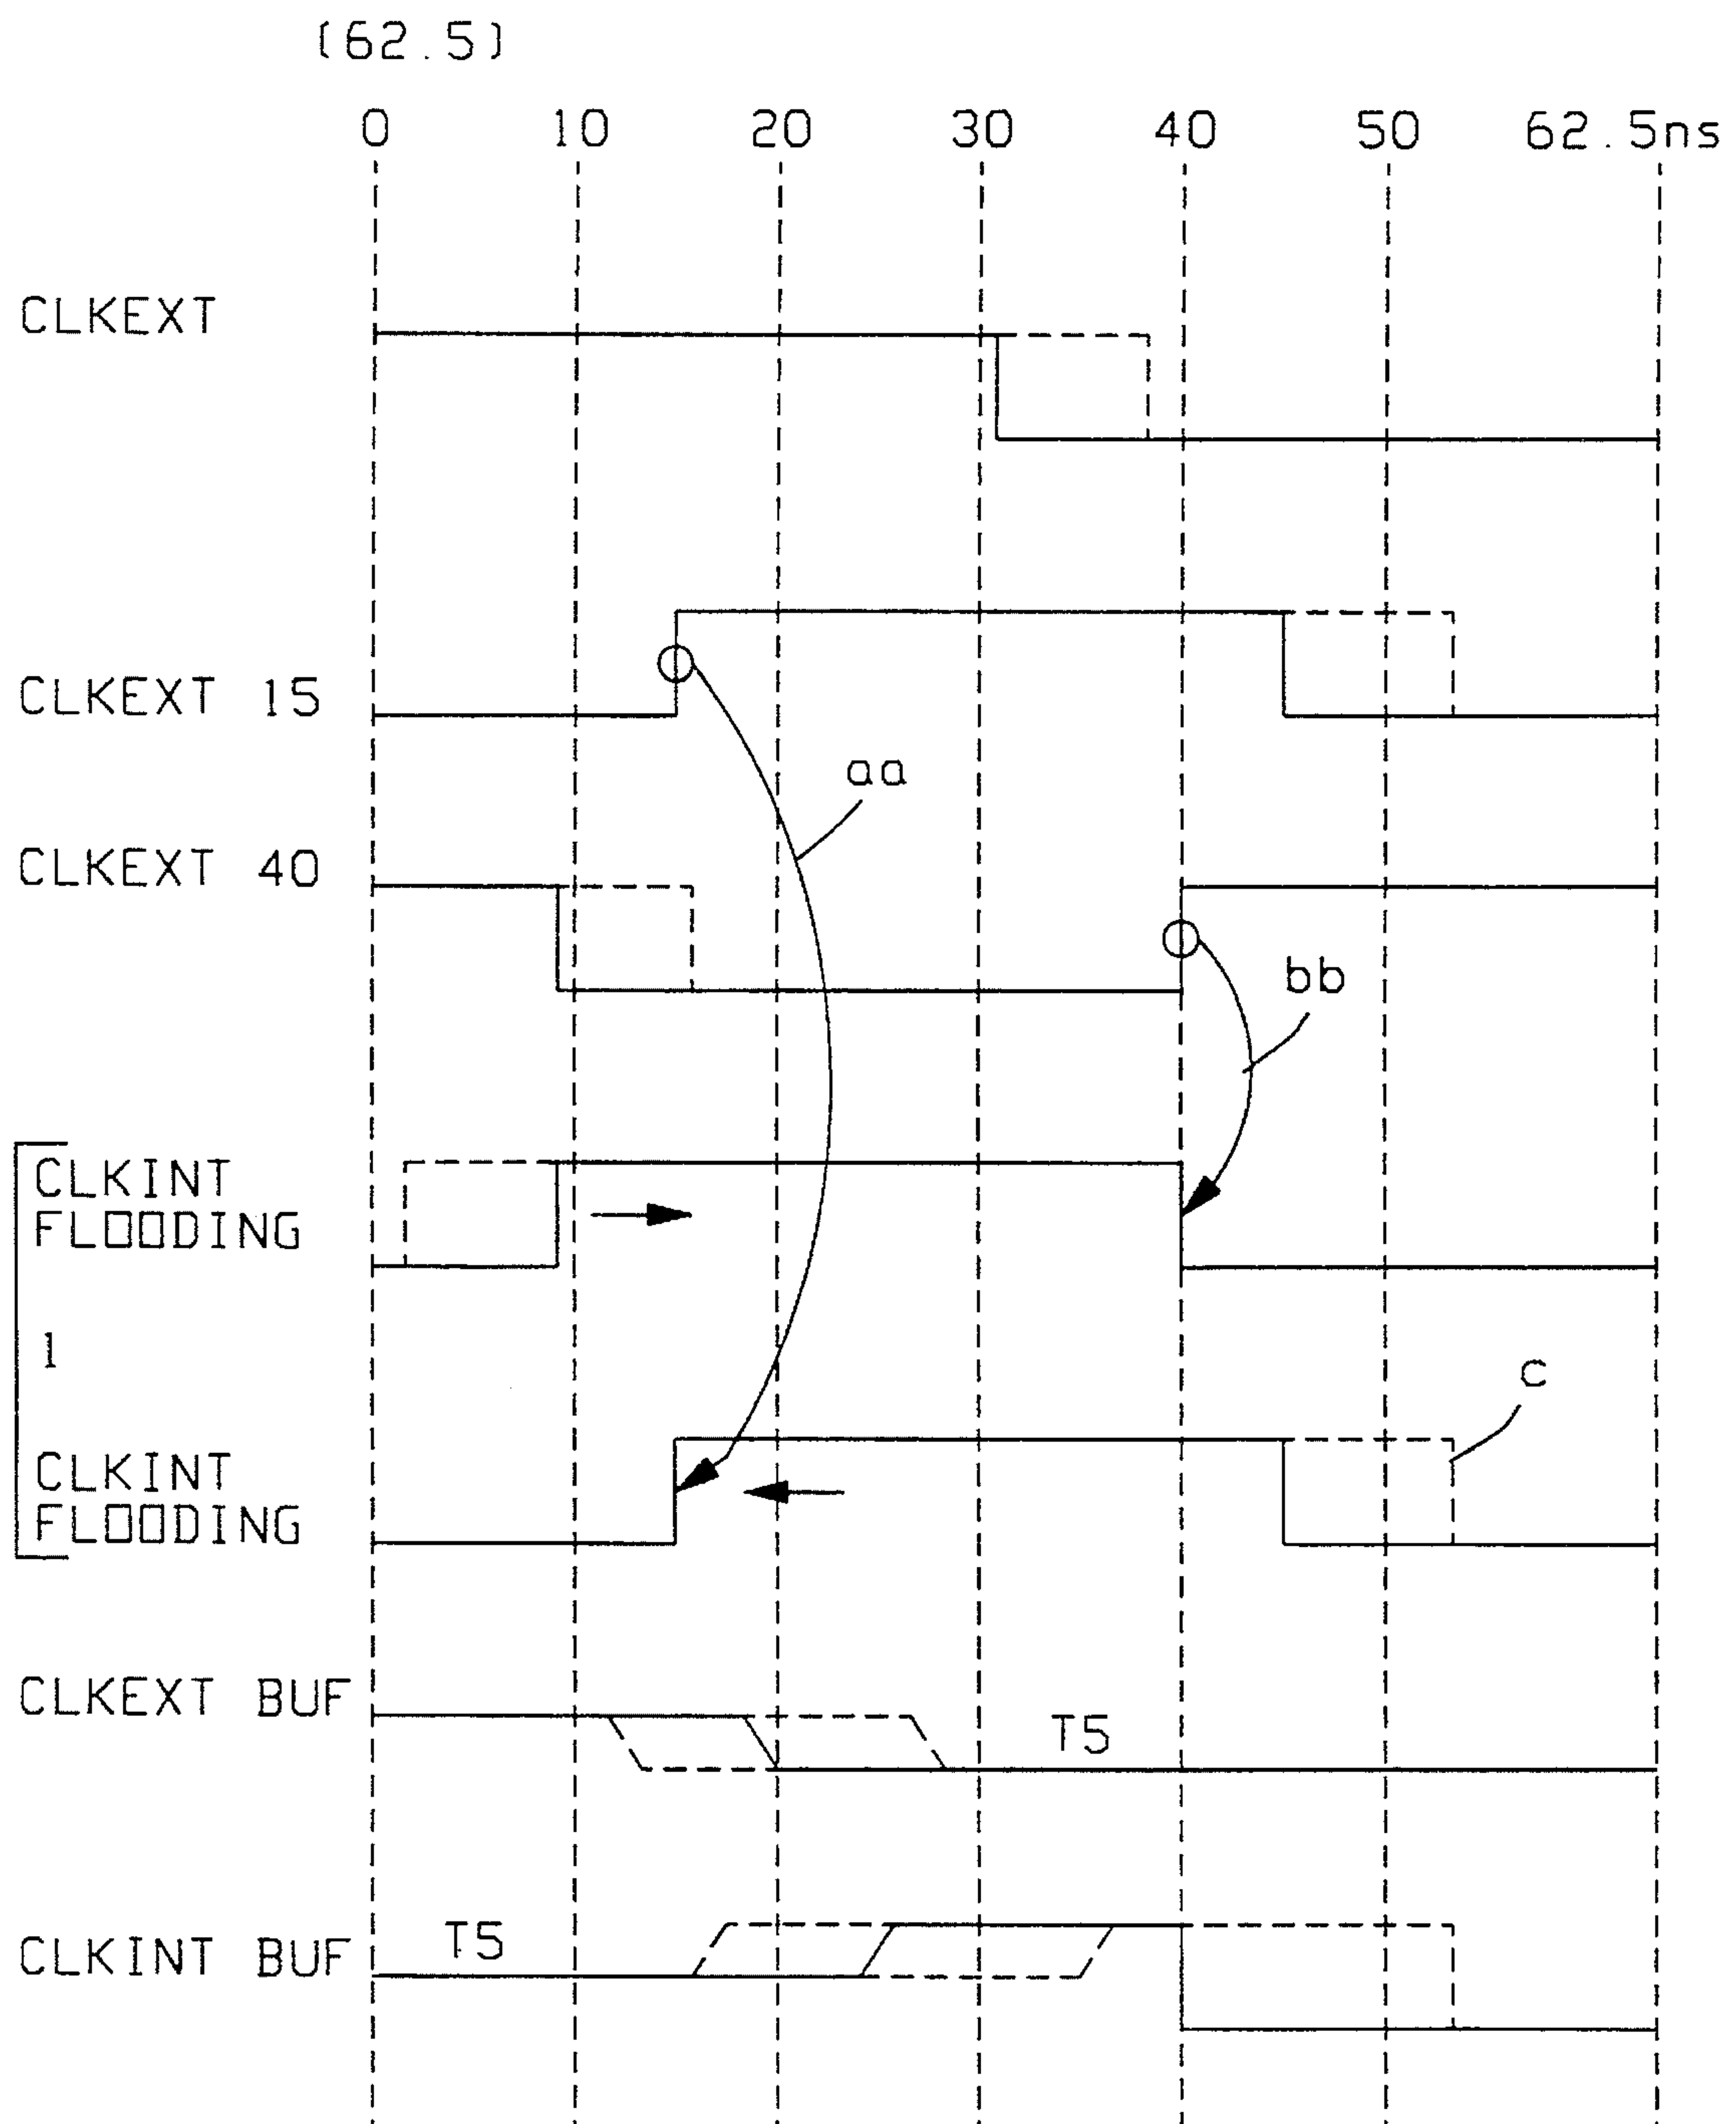 (62.5)
0 10 20 30 40 50 62.5ns
CLKEXT
CLKEXT 15
aa
CLKEXT 40
bb
CLKINT
FLOODING
1
c
CLKINT
FLOODING
CLKEXT BUF
T5
T5
CLKINT BUF